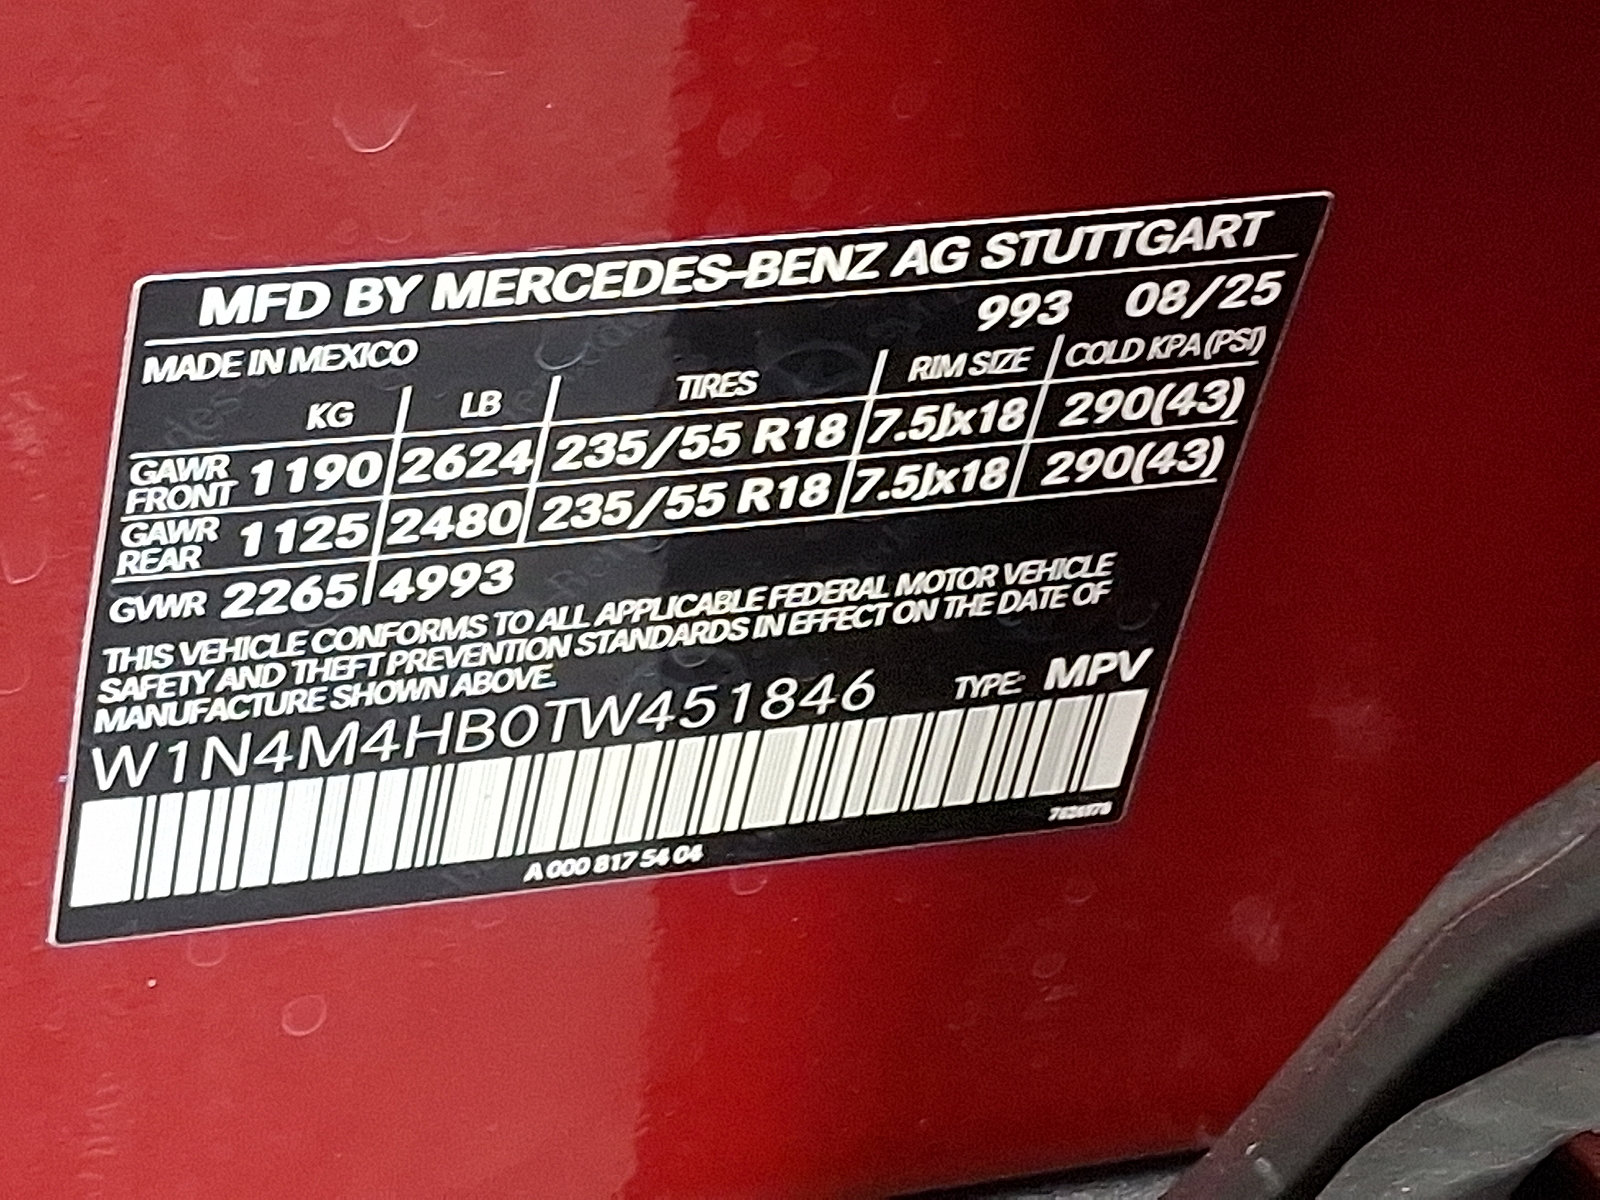 MFD BY MERCEDES-BENZ AG STUTTGART
993 08/25
MADE IN MEXICO
KG LB TIRES RIM SIZE COLD KPA (PSI)
GAWR FRONT 1190 2624 235/55 R18 7.5Jx18 290(43)
GAWR REAR 1125 2480 235/55 R18 7.5Jx18 290(43)
GVWR 2265 4993
THIS VEHICLE CONFORMS TO ALL APPLICABLE FEDERAL MOTOR VEHICLE
SAFETY AND THEFT PREVENTION STANDARDS IN EFFECT ON THE DATE OF
MANUFACTURE SHOWN ABOVE.
W1N4M4HB0TW451846 TYPE: MPV
A 000 817 54 04